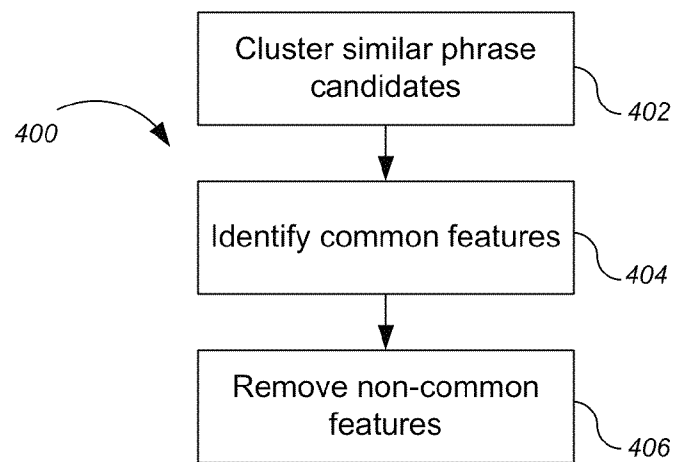 Cluster similar phrase
candidates
402
400
Identify common features
404
Remove non-common
features
406